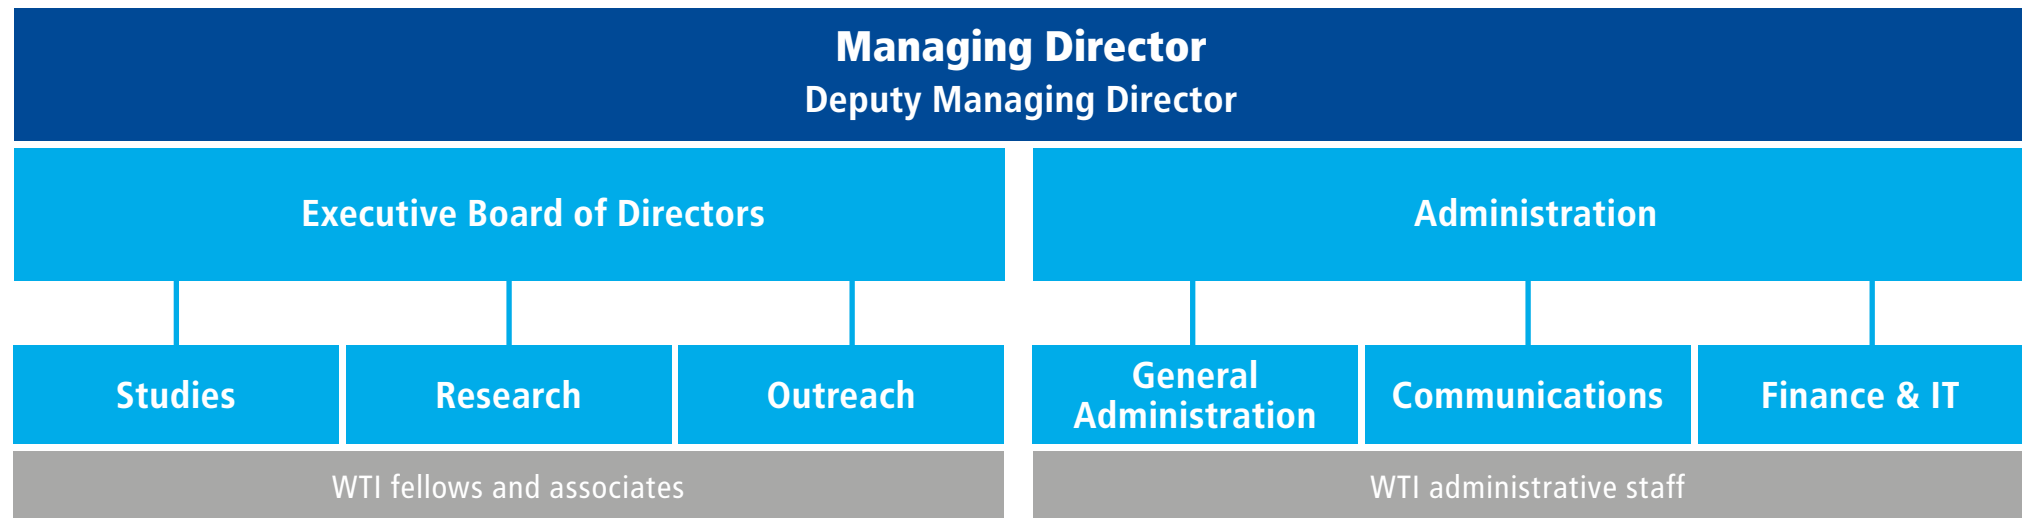 Managing Director
Deputy Managing Director
Executive Board of Directors
Administration
Studies
Research
Outreach
General
Administration
Communications
Finance & IT
WTI fellows and associates
WTI administrative staff